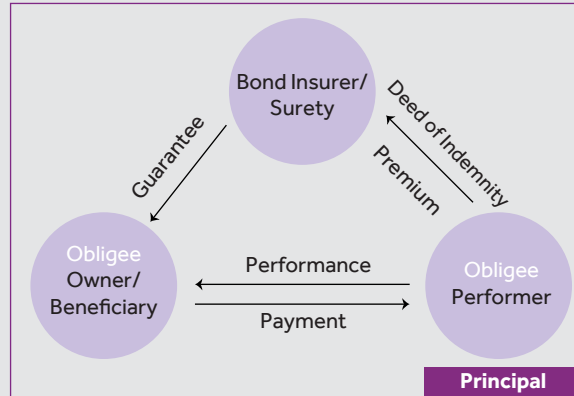 Bond Insurer/
Surety
Guarantee
Deed of Indemnity
Premium
Obligee
Owner/
Beneficiary
Performance
Payment
Obligee
Performer
Principal